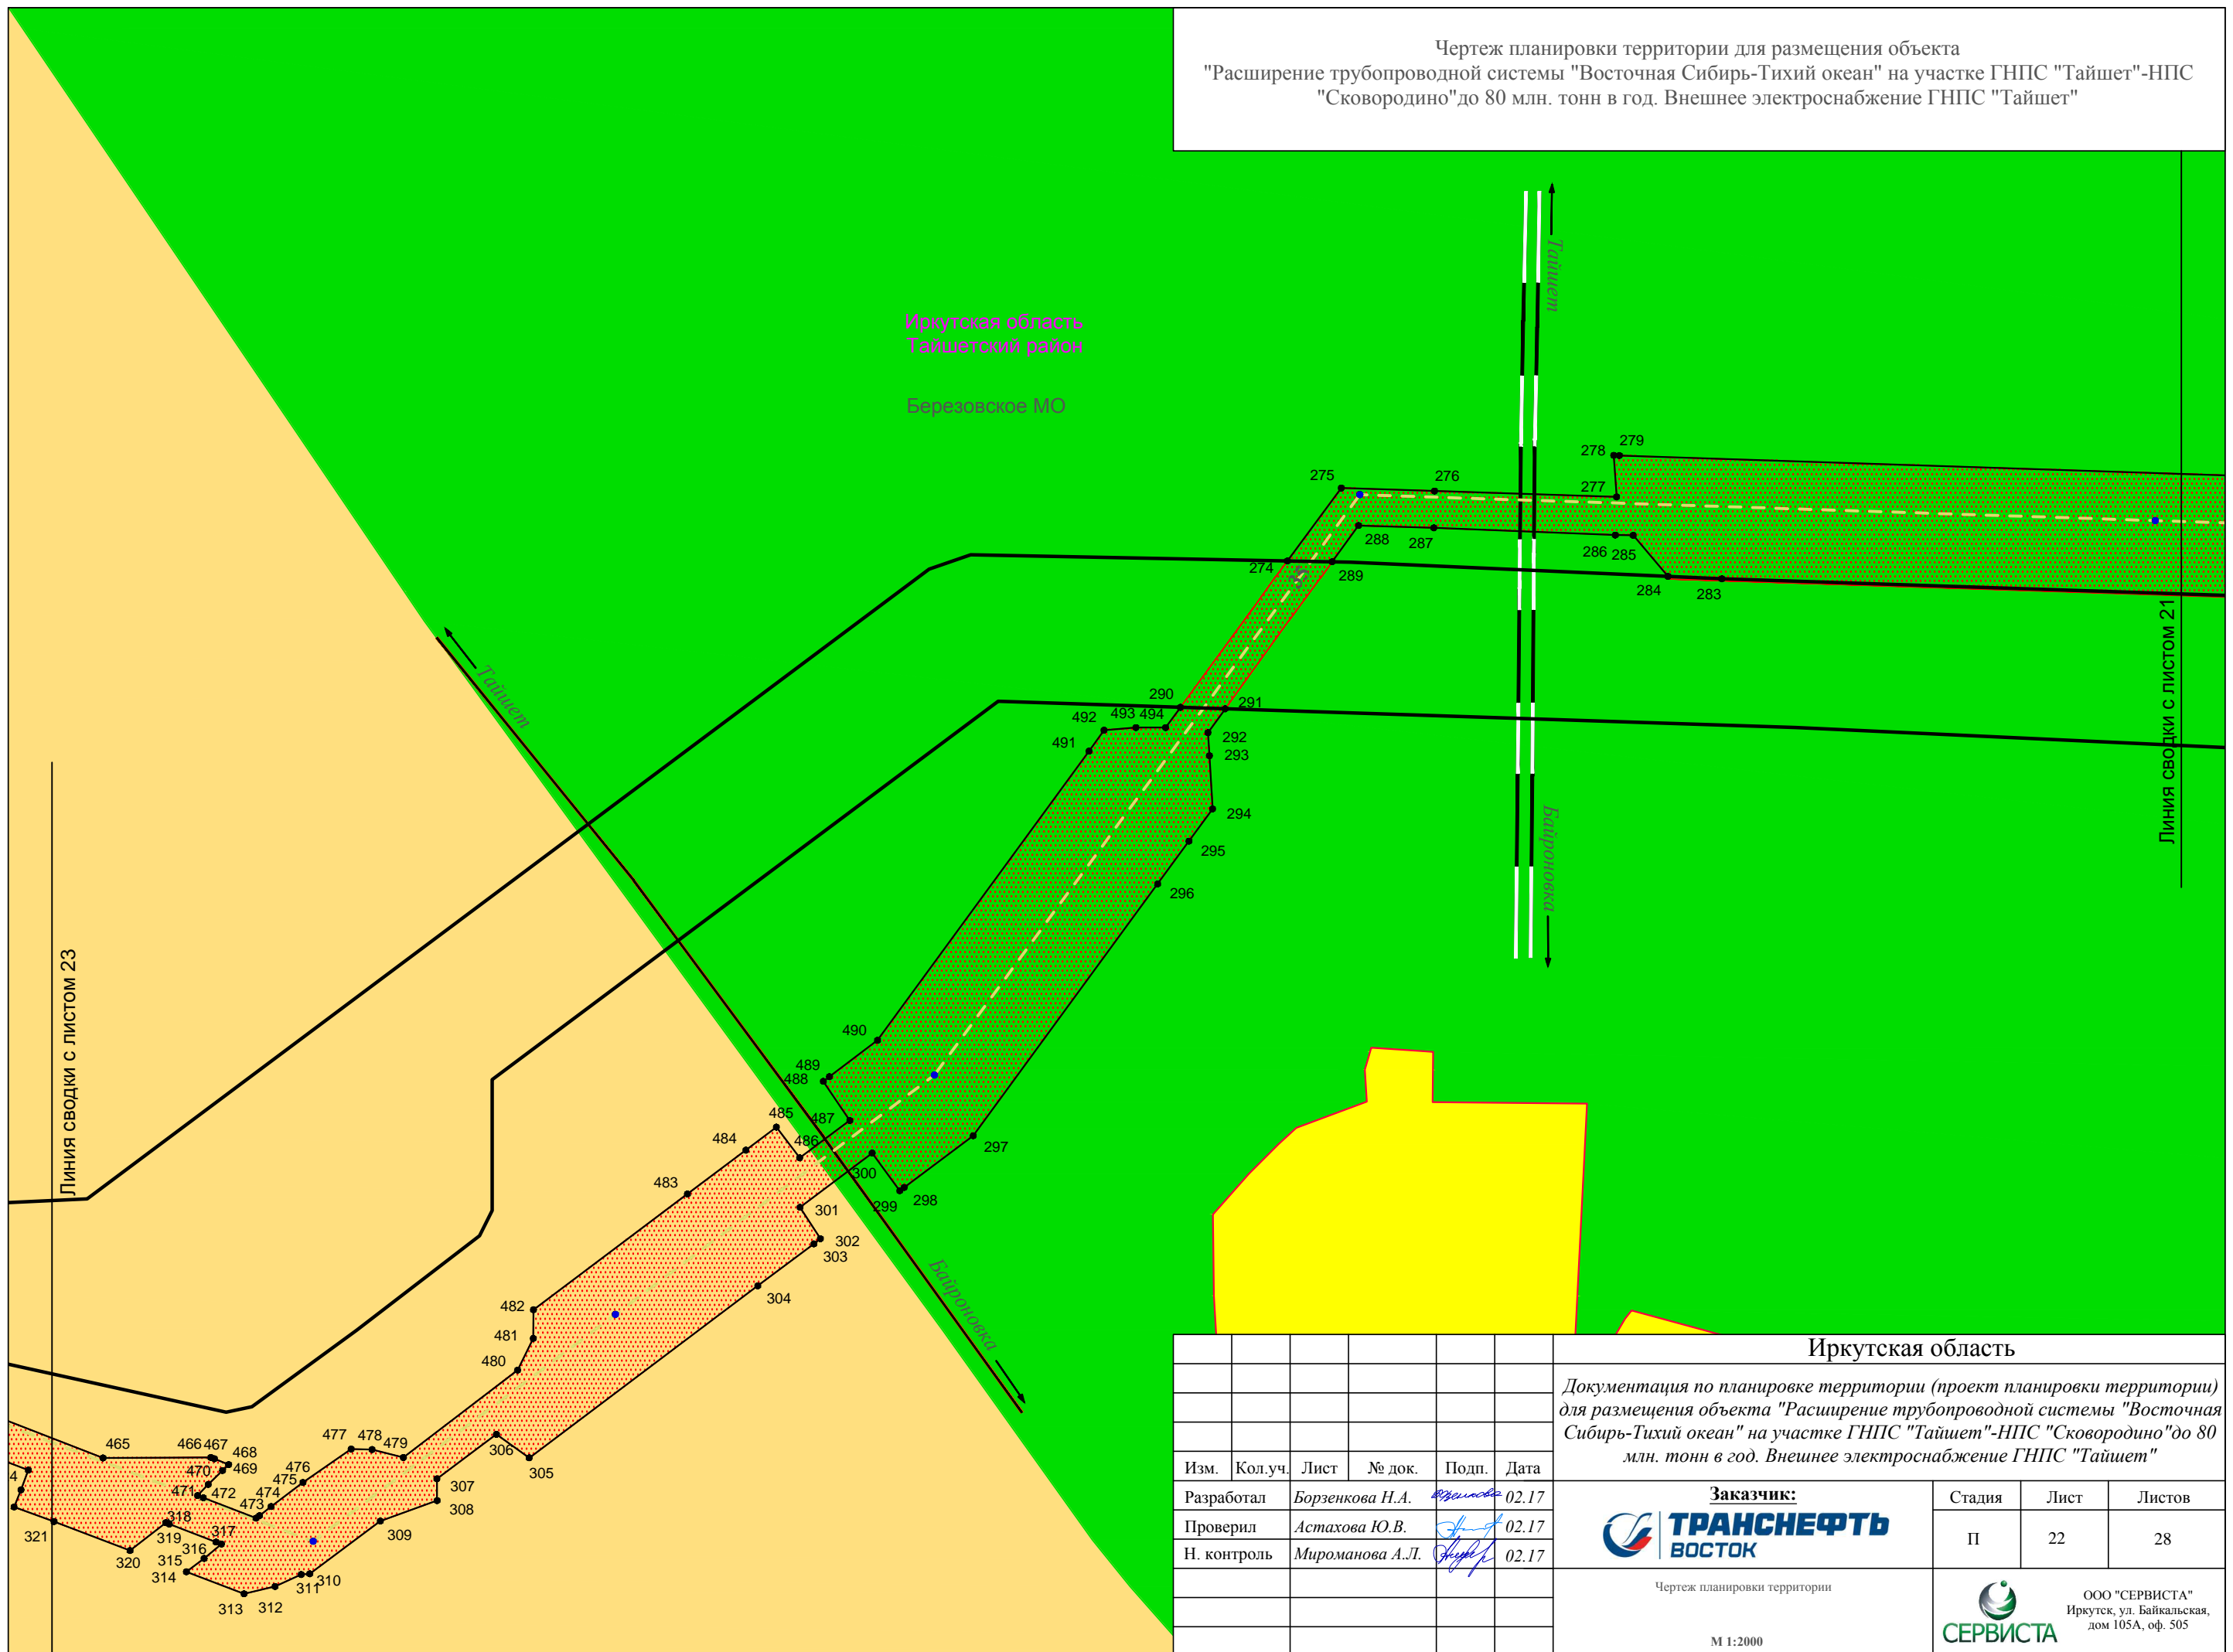 Чертеж планировки территории для размещения объекта
"Расширение трубопроводной системы "Восточная Сибирь-Тихий океан" на участке ГНПС "Тайшет"-НПС
"Сковородино"до 80 млн. тонн в год. Внешнее электроснабжение ГНПС "Тайшет"
Тайшет
Иркутская область
Тайшетский район
Березовское МО
279
278
275
276
277
288
287
286 285
274
289
284
283
Линия сводки с листом 21
Тайшет
290
291
492
493 494
292
491
293
294
Байроновка
295
296
Линия сводки с листом 23
490
489
488
485
487
486
484
297
300
483
299
298
301
302
303
304
Байроновка
482
481
480
477
478
479
306
305
465
466 467
468
469
470
476
475
307
4
471
472
474
308
473
318
309
321
319
317
316
320
315
314
310
311
313
312
Иркутская область
Документация по планировке территории (проект планировки территории)
для размещения объекта "Расширение трубопроводной системы "Восточная
Сибирь-Тихий океан" на участке ГНПС "Тайшет"-НПС "Сковородино"до 80
млн. тонн в год. Внешнее электроснабжение ГНПС "Тайшет"
Изм. Кол.уч. Лист № док. Подп. Дата
Разработал Борзенкова Н.А. 02.17
Проверил Астахова Ю.В. 02.17
Н. контроль Мироманова А.Л. 02.17
Заказчик:
ТРАНСНЕФТЬ
ВОСТОК
Стадия Лист Листов
П 22 28
Чертеж планировки территории
М 1:2000
СЕРВИСТА
ООО "СЕРВИСТА"
Иркутск, ул. Байкальская,
дом 105А, оф. 505